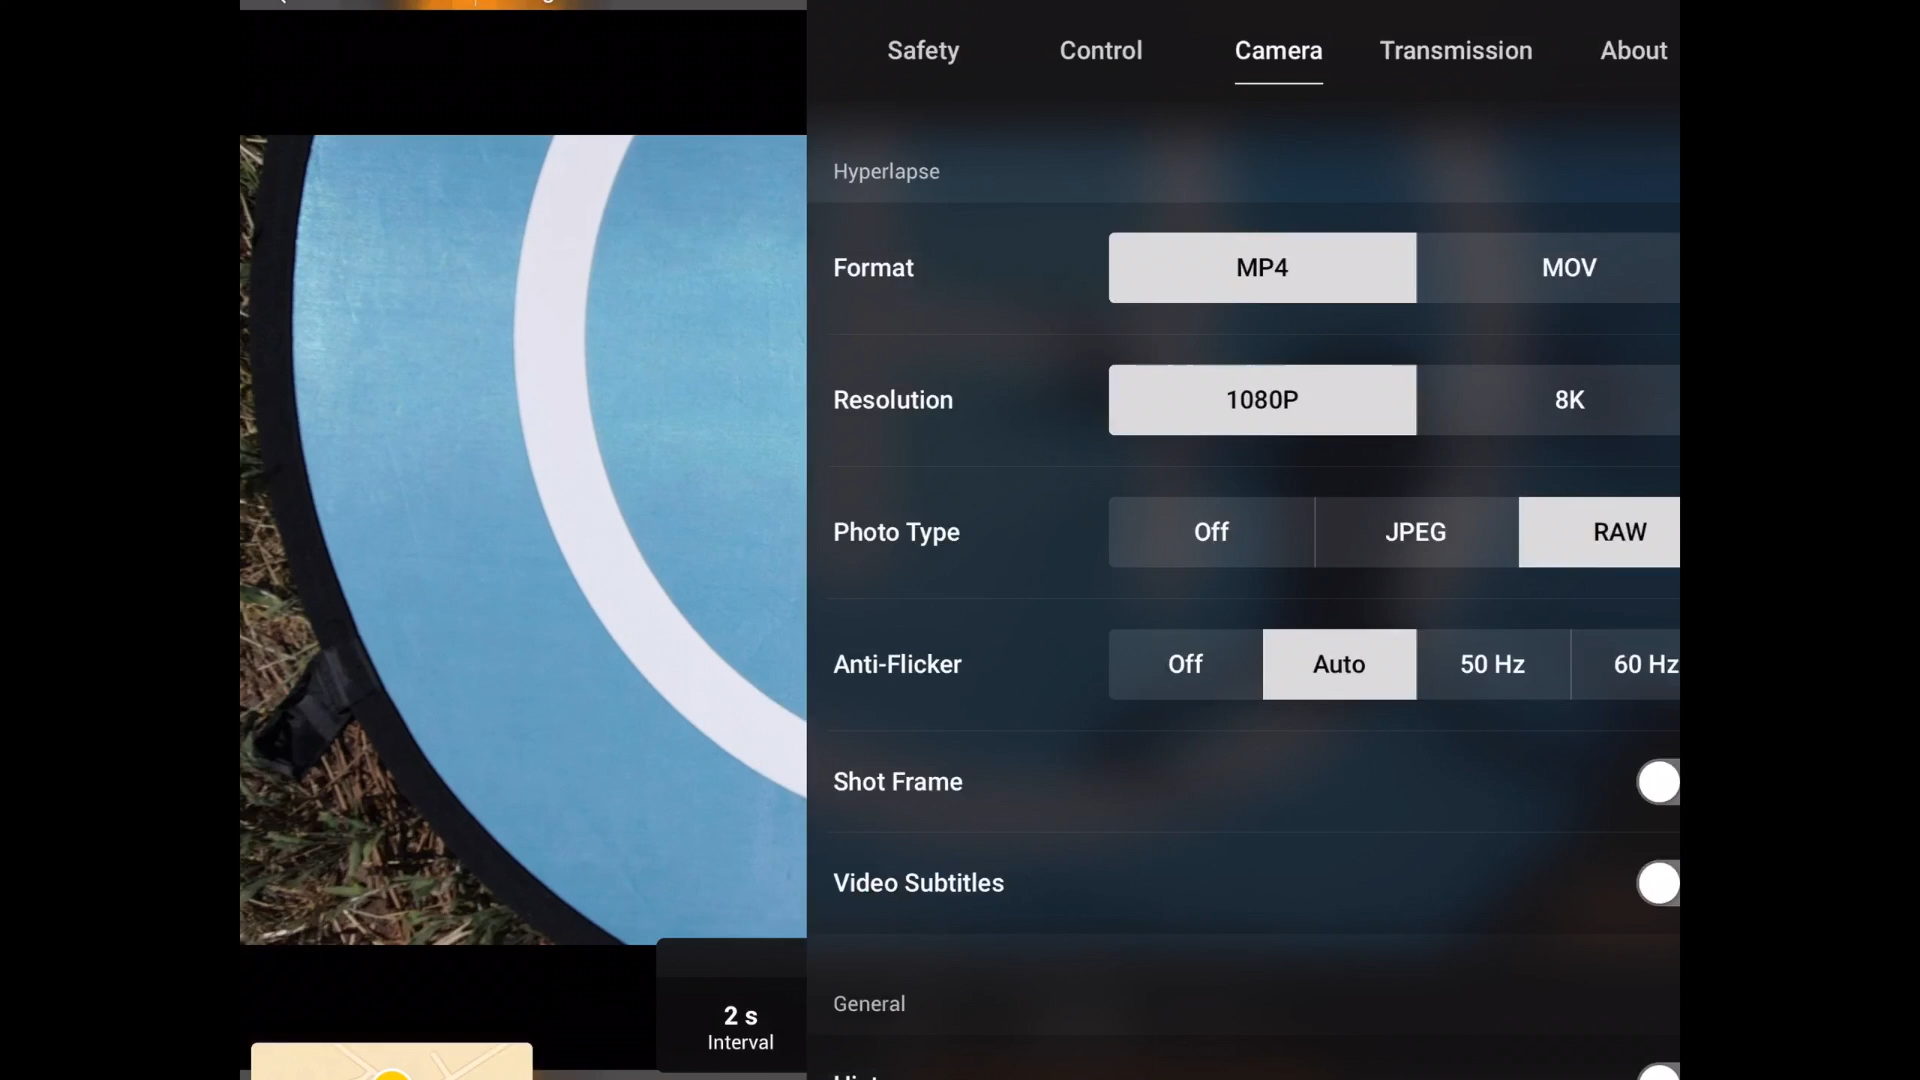 Safety Control Camera Transmission About
Hyperlapse
Format MP4 MOV
Resolution 1080P 8K
Photo Type Off JPEG RAW
Anti-Flicker Off Auto 50 Hz 60 Hz
Shot Frame
Video Subtitles
General
2 s
Interval